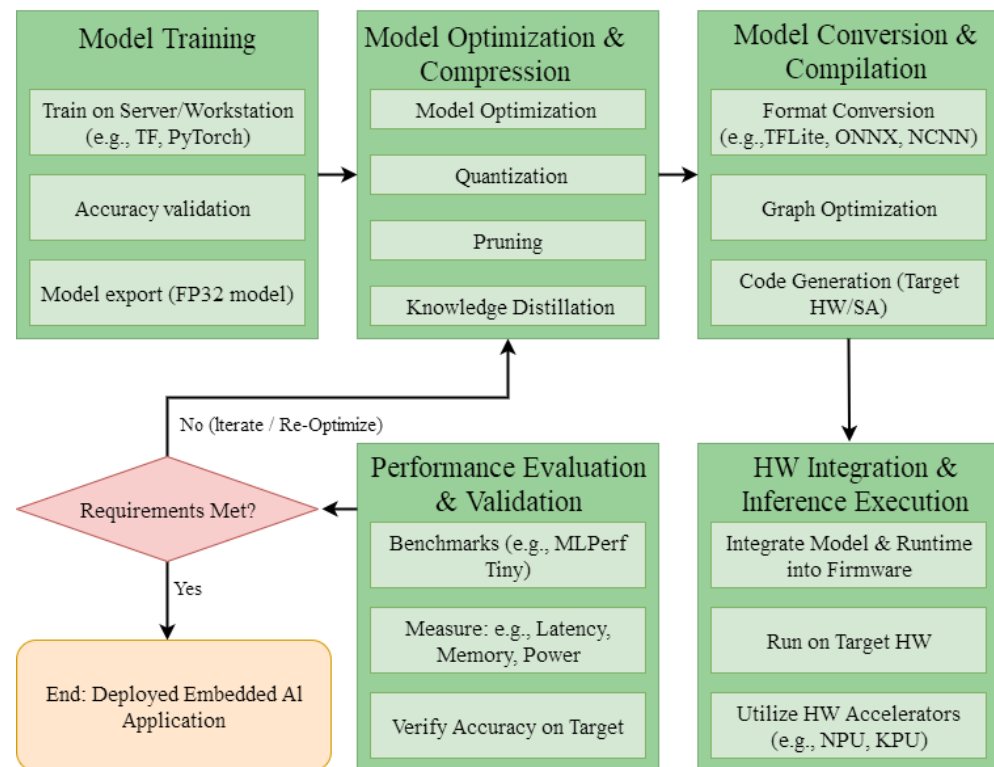 Model Training
Train on Server/Workstation
(e.g., TF, PyTorch)
Accuracy validation
Model export (FP32 model)
Model Optimization &
Compression
Model Optimization
Quantization
Pruning
Knowledge Distillation
Model Conversion &
Compilation
Format Conversion
(e.g.,TFLite, ONNX, NCNN)
Graph Optimization
Code Generation (Target
HW/SA)
HW Integration &
Inference Execution
Integrate Model & Runtime
into Firmware
Run on Target HW
Utilize HW Accelerators
(e.g., NPU, KPU)
Performance Evaluation
& Validation
Benchmarks (e.g., MLPerf
Tiny)
Measure: e.g., Latency,
Memory, Power
Verify Accuracy on Target
Requirements Met?
No (Iterate / Re-Optimize)
Yes
End: Deployed Embedded AI
Application